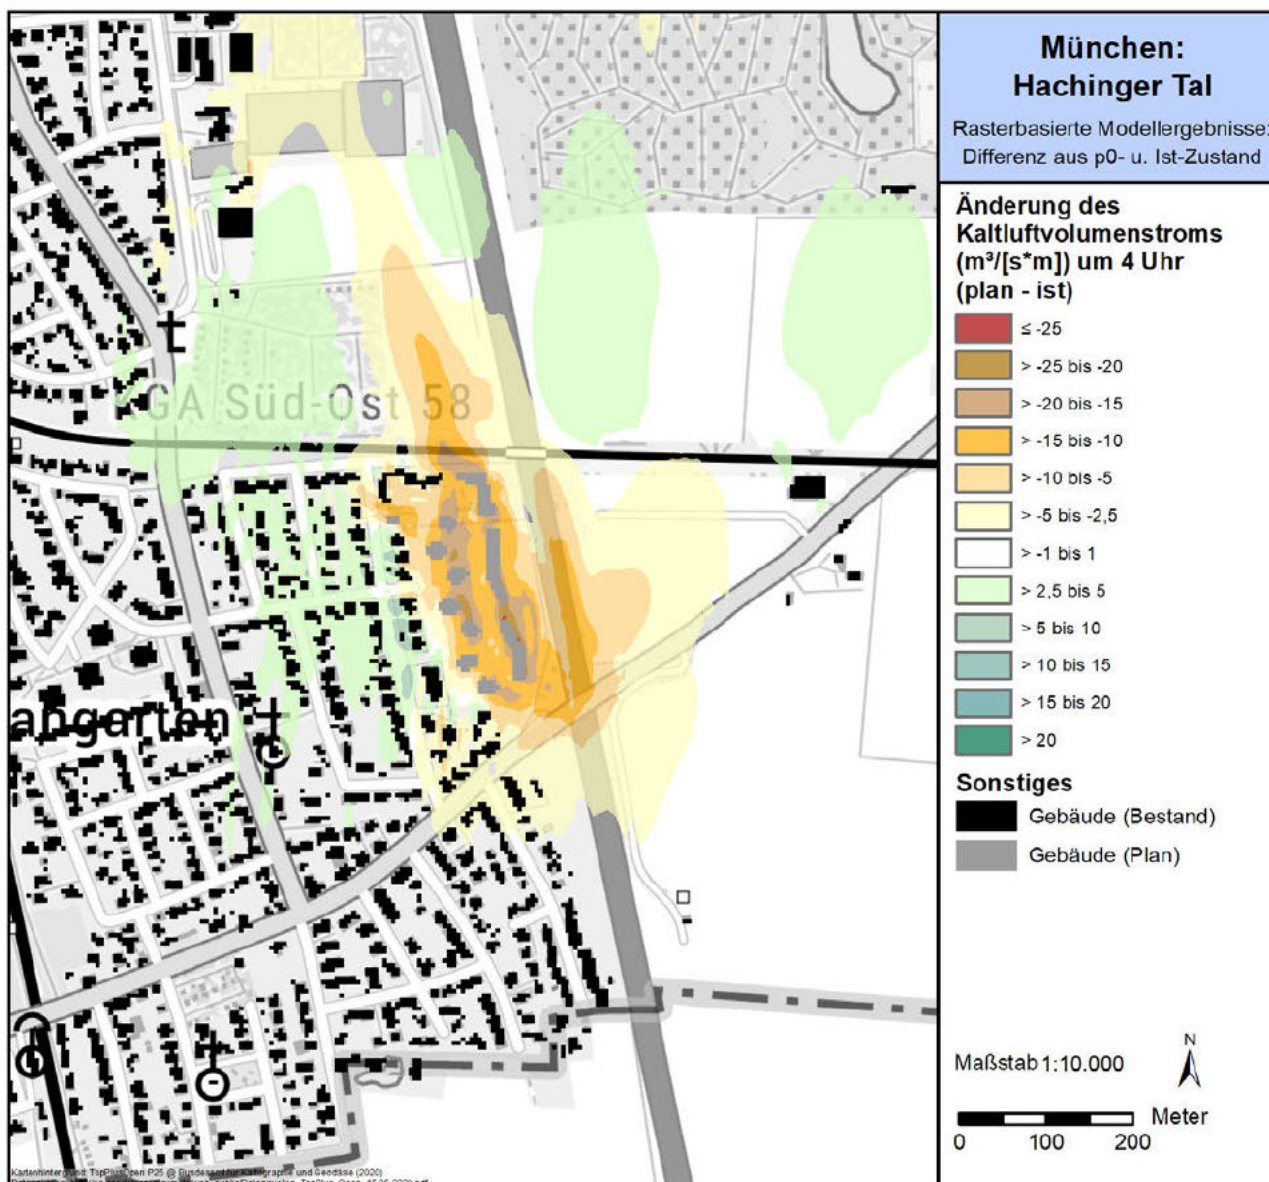 KGA Süd-Ost 58
angarten
Kartenhintergrund: TopPlusOpen P25 @ Bundesamt für Kartographie und Geodäsie (2020)
München:
Hachinger Tal
Rasterbasierte Modellergebnisse:
Differenz aus p0- u. Ist-Zustand
Änderung des
Kaltluftvolumenstroms
(m³/[s*m]) um 4 Uhr
(plan - ist)
≤ -25
> -25 bis -20
> -20 bis -15
> -15 bis -10
> -10 bis -5
> -5 bis -2,5
> -1 bis 1
> 2,5 bis 5
> 5 bis 10
> 10 bis 15
> 15 bis 20
> 20
Sonstiges
Gebäude (Bestand)
Gebäude (Plan)
N
Maßstab 1:10.000
Meter
0 100 200